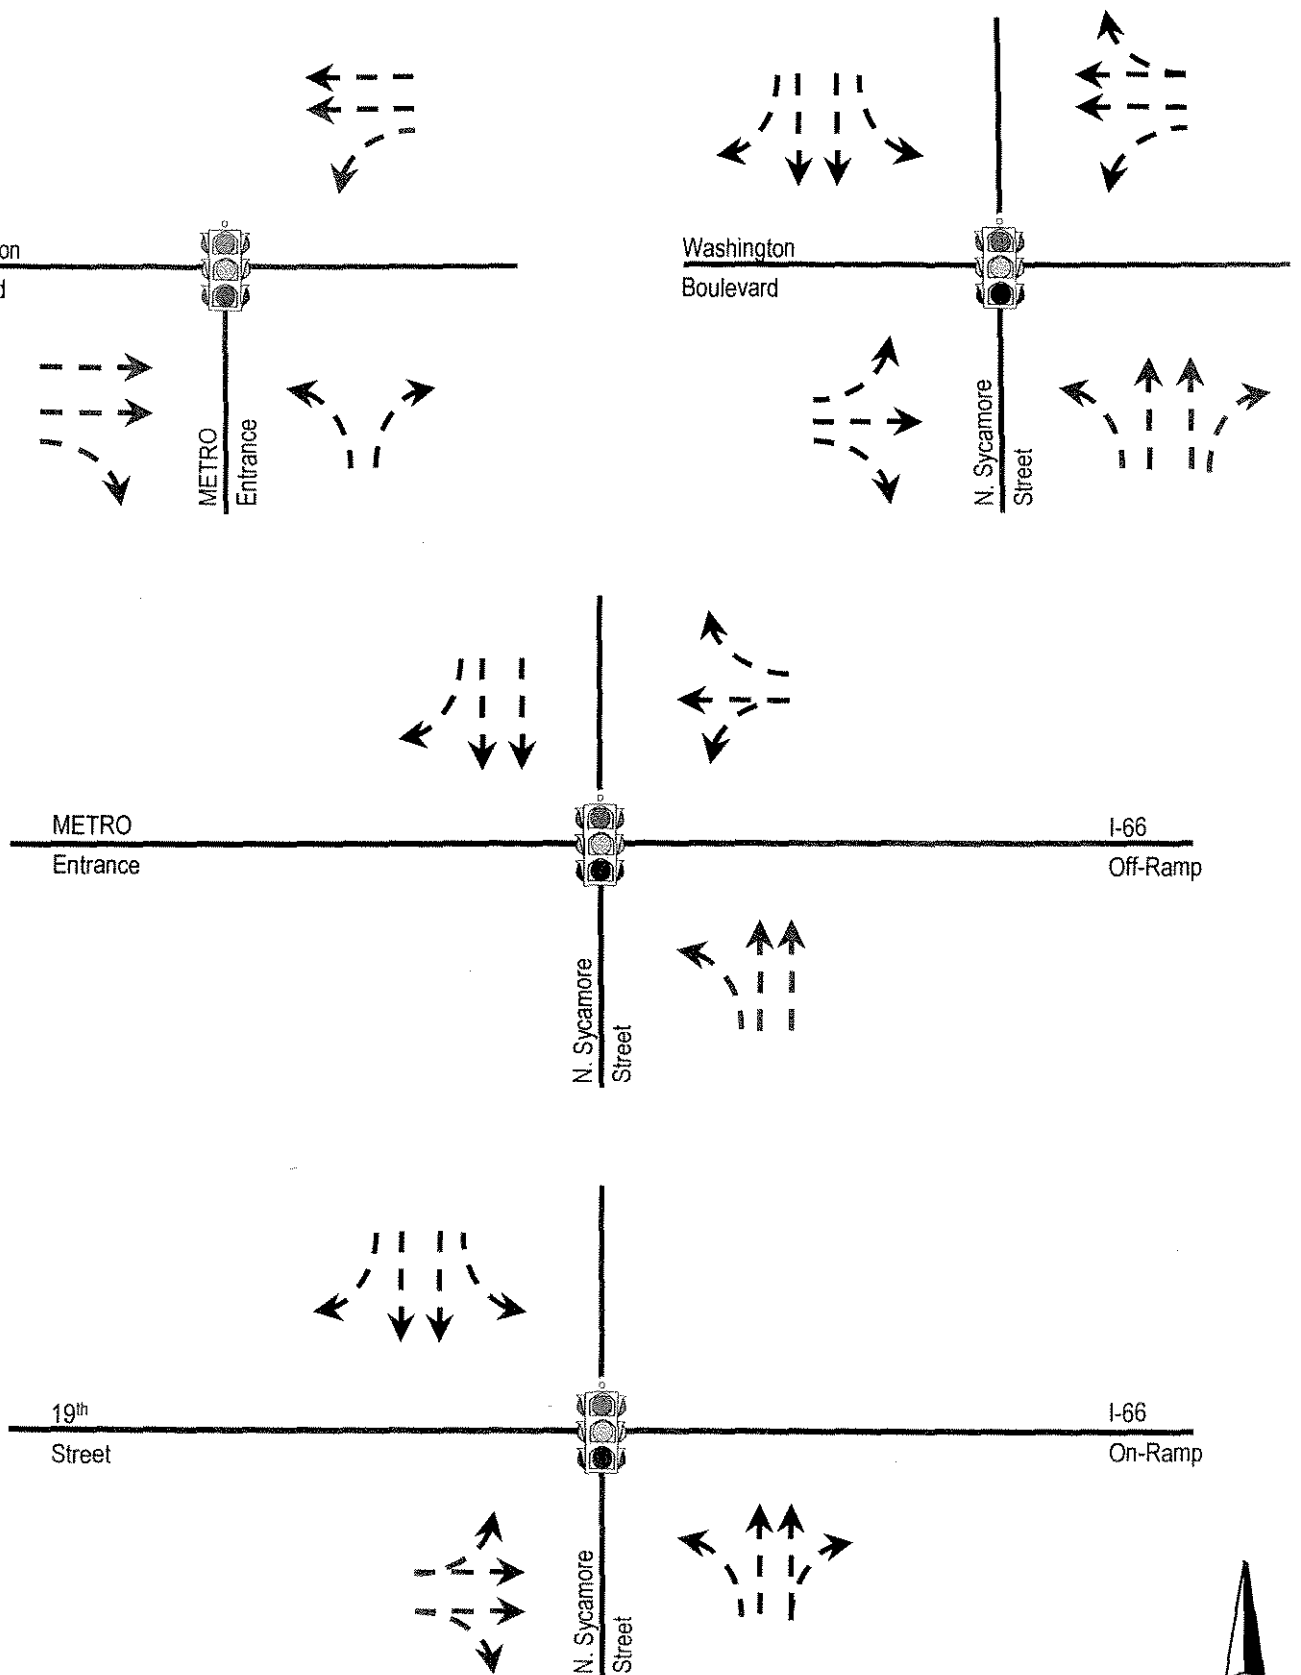 on
d
METRO
Entrance
Washington
Boulevard
N. Sycamore
Street
METRO
Entrance
I-66
Off-Ramp
N. Sycamore
Street
19th
Street
I-66
On-Ramp
N. Sycamore
Street